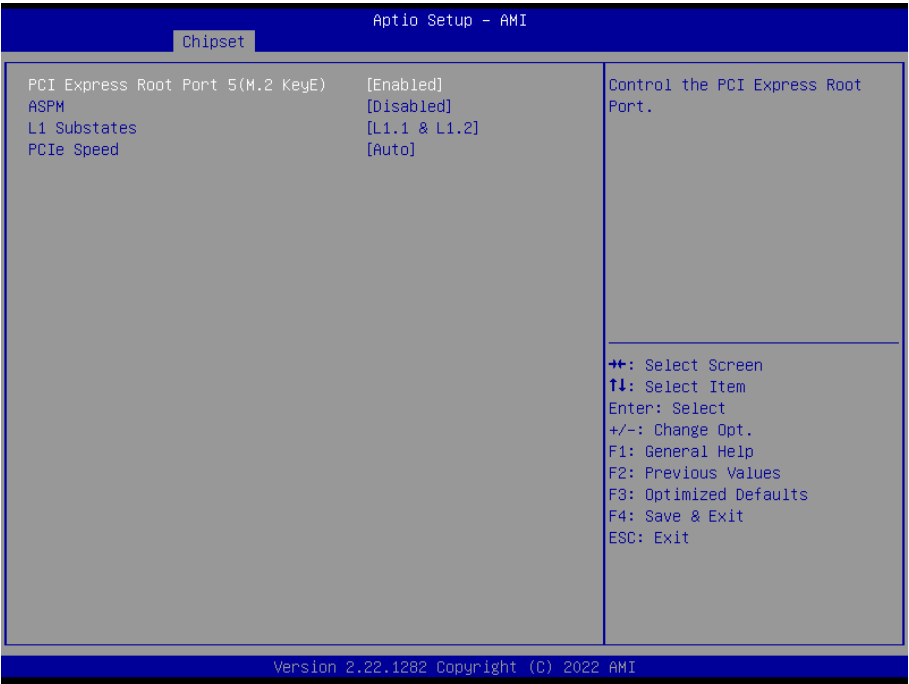 Aptio Setup – AMI
Chipset
PCI Express Root Port 5(M.2 KeyE) [Enabled]
ASPM [Disabled]
L1 Substates [L1.1 & L1.2]
PCIe Speed [Auto]
Control the PCI Express Root
Port.
→←: Select Screen
↑↓: Select Item
Enter: Select
+/-: Change Opt.
F1: General Help
F2: Previous Values
F3: Optimized Defaults
F4: Save & Exit
ESC: Exit
Version 2.22.1282 Copyright (C) 2022 AMI